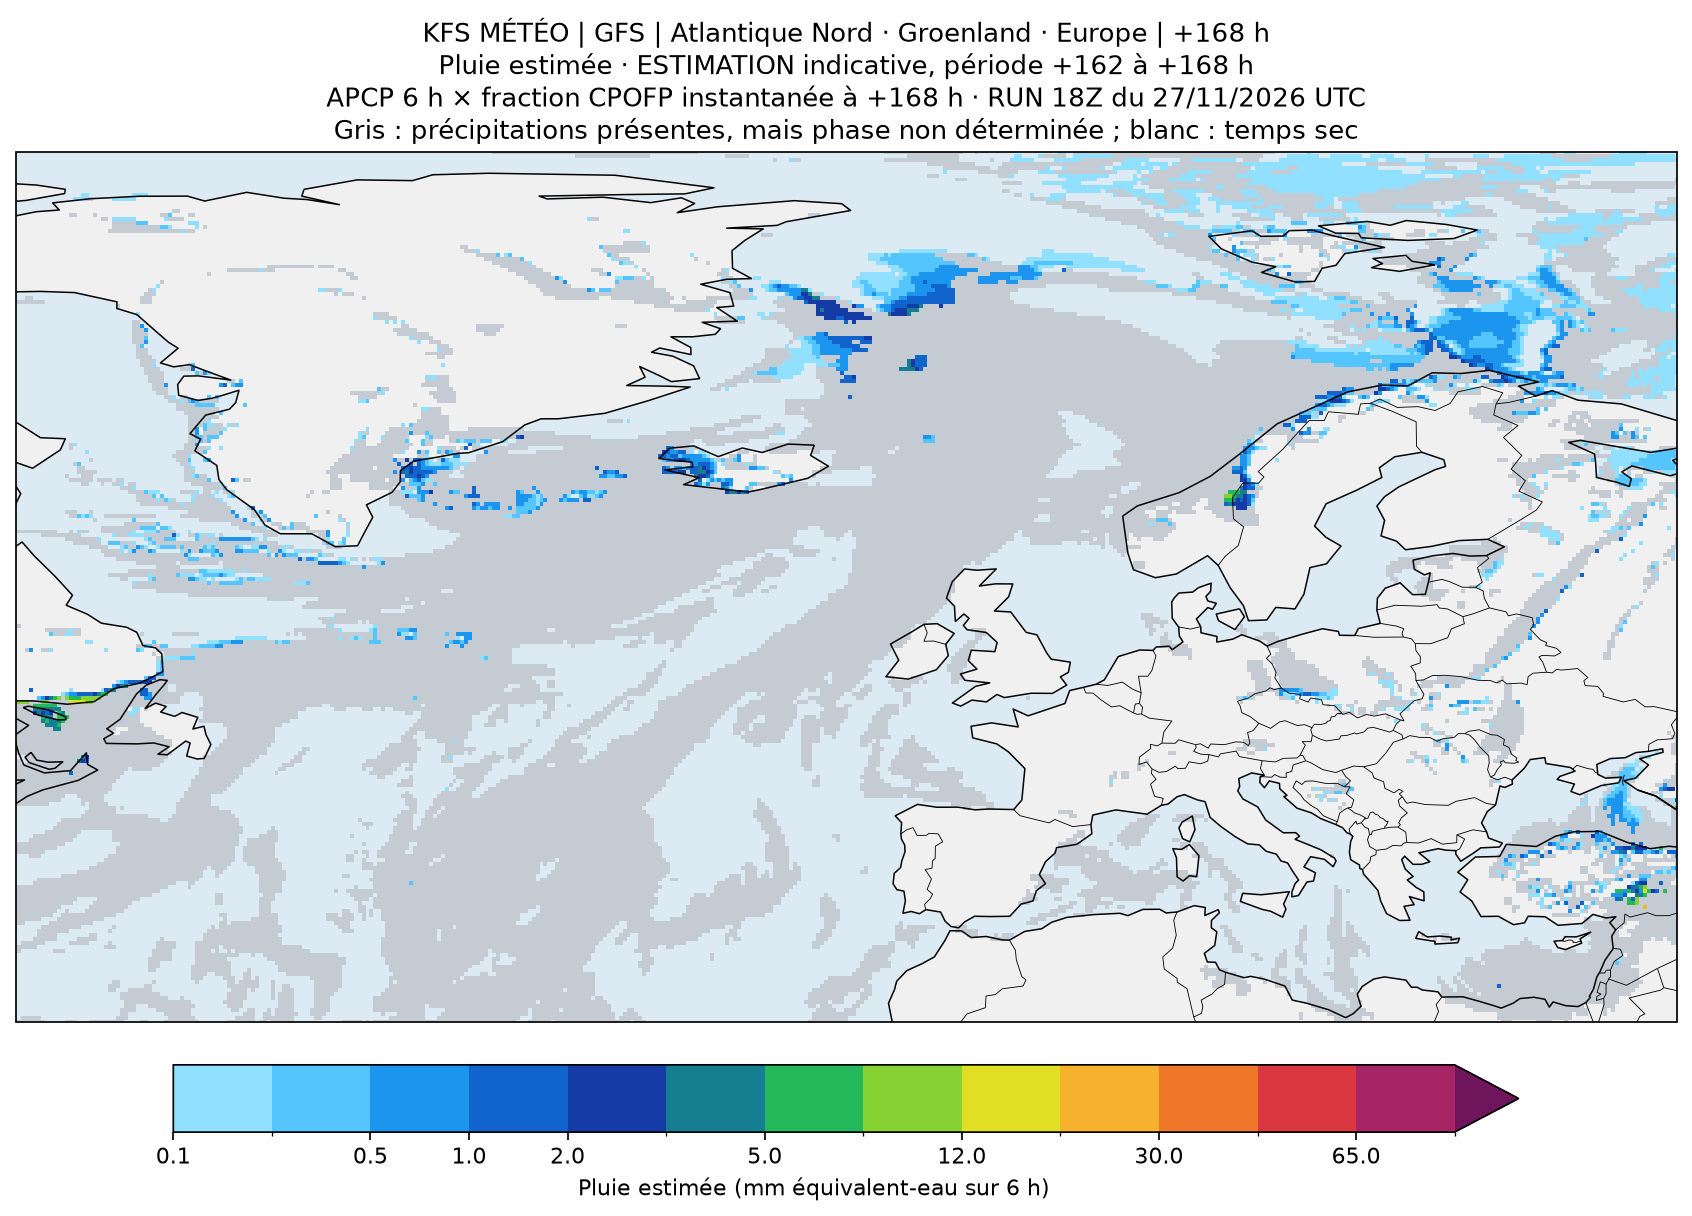 KFS MÉTÉO | GFS | Atlantique Nord · Groenland · Europe | +168 h
Pluie estimée · ESTIMATION indicative, période +162 à +168 h
APCP 6 h × fraction CPOFP instantanée à +168 h · RUN 18Z du 27/11/2026 UTC
Gris : précipitations présentes, mais phase non déterminée ; blanc : temps sec
0.1 0.5 1.0 2.0 5.0 12.0 30.0 65.0
Pluie estimée (mm équivalent-eau sur 6 h)